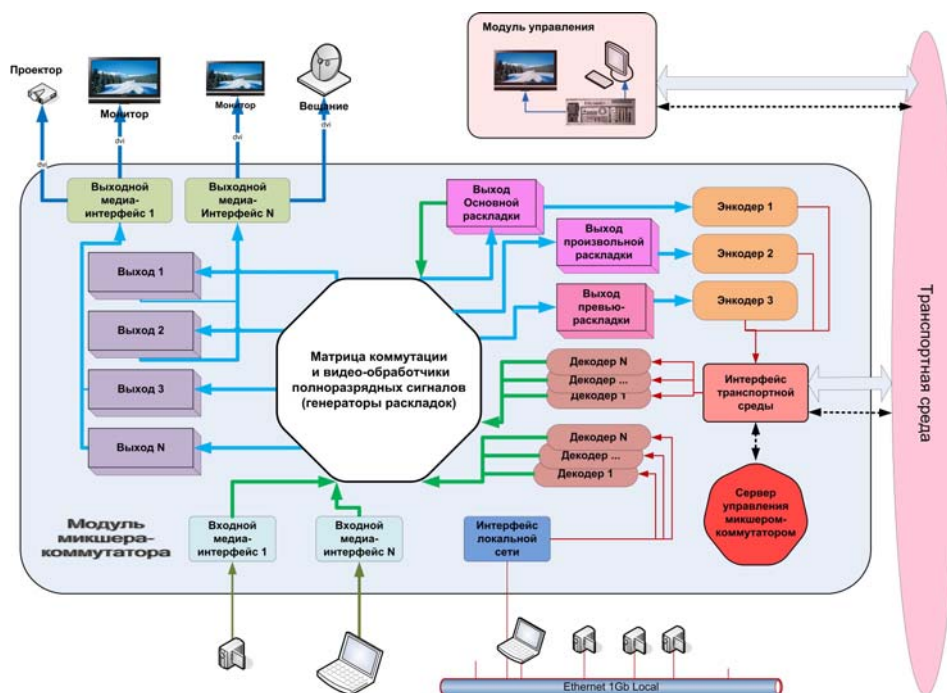 Модуль управления
Проектор
Монитор
Монитор
Вещание
dvi
dvi
dvi
dvi
Выходной
медиа-
интерфейс 1
Выходной
медиа-
Интерфейс N
Выход
Основной
раскладки
Энкодер 1
Выход
произвольной
раскладки
Энкодер 2
Выход
превью-
раскладки
Энкодер 3
Выход 1
Выход 2
Выход 3
Выход N
Матрица коммутации
и видео-обработчики
полноразрядных сигналов
(генераторы раскладок)
Декодер N
Декодер ...
Декодер 1
Интерфейс
транспортной
среды
Декодер N
Декодер ...
Декодер 1
Сервер
управления
микшером-
коммутатором
Модуль
микшера-
коммутатора
Входной
медиа-
интерфейс 1
Входной
медиа-
интерфейс N
Интерфейс
локальной
сети
Транспортная среда
Ethernet 1Gb Local